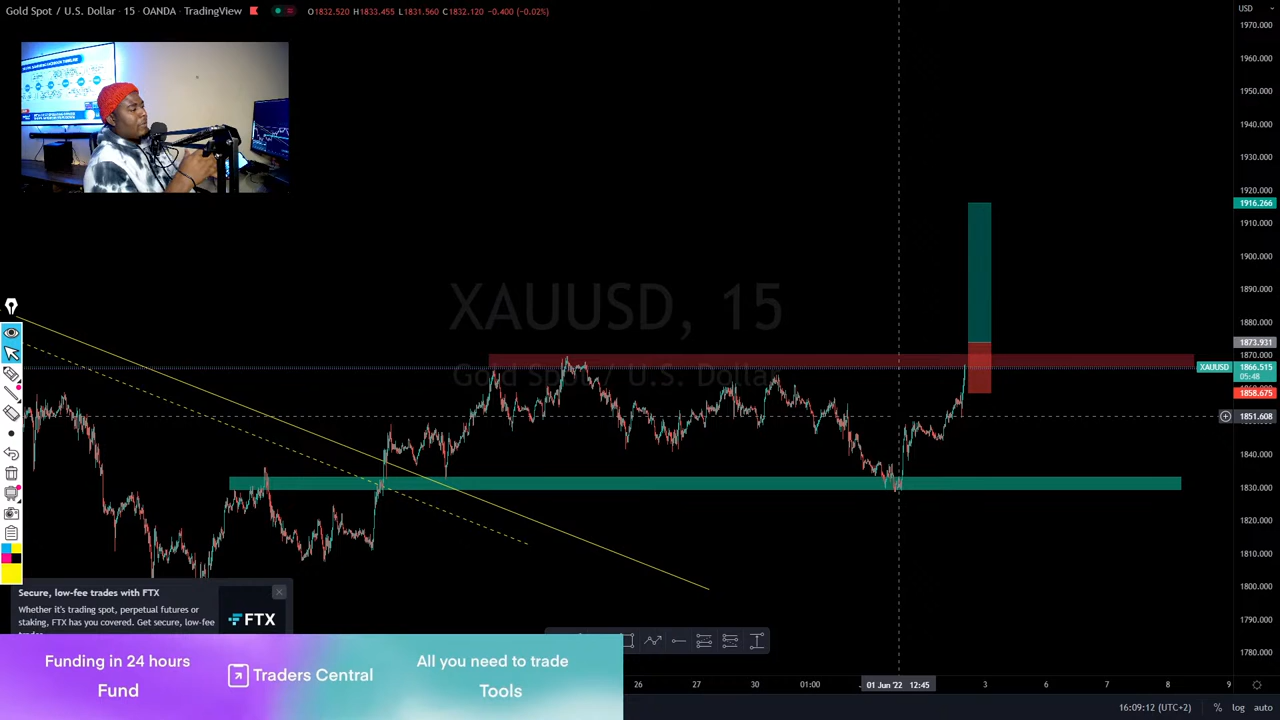 Gold Spot / U.S. Dollar · 15 · OANDA · TradingView
O1832.520 H1833.455 L1831.560 C1832.120 −0.400 (−0.02%)
USD
1970.000
1960.000
1950.000
1940.000
1930.000
1920.000
1916.266
1910.000
1900.000
1890.000
1880.000
1873.931
1870.000
XAUUSD 1866.515
05:48
1858.675
1851.608
1840.000
1830.000
1820.000
1810.000
1800.000
1790.000
1780.000
XAUUSD, 15
Gold Spot / U.S. Dollar
Secure, low-fee trades with FTX
Whether it's trading spot, perpetual futures or
staking, FTX has you covered. Get secure, low-fee
FTX
Funding in 24 hours
Fund
Traders Central
All you need to trade
Tools
26 27 30 01:00 01 Jun '22 12:45 3 6 7 8 9
16:09:12 (UTC+2) % log auto